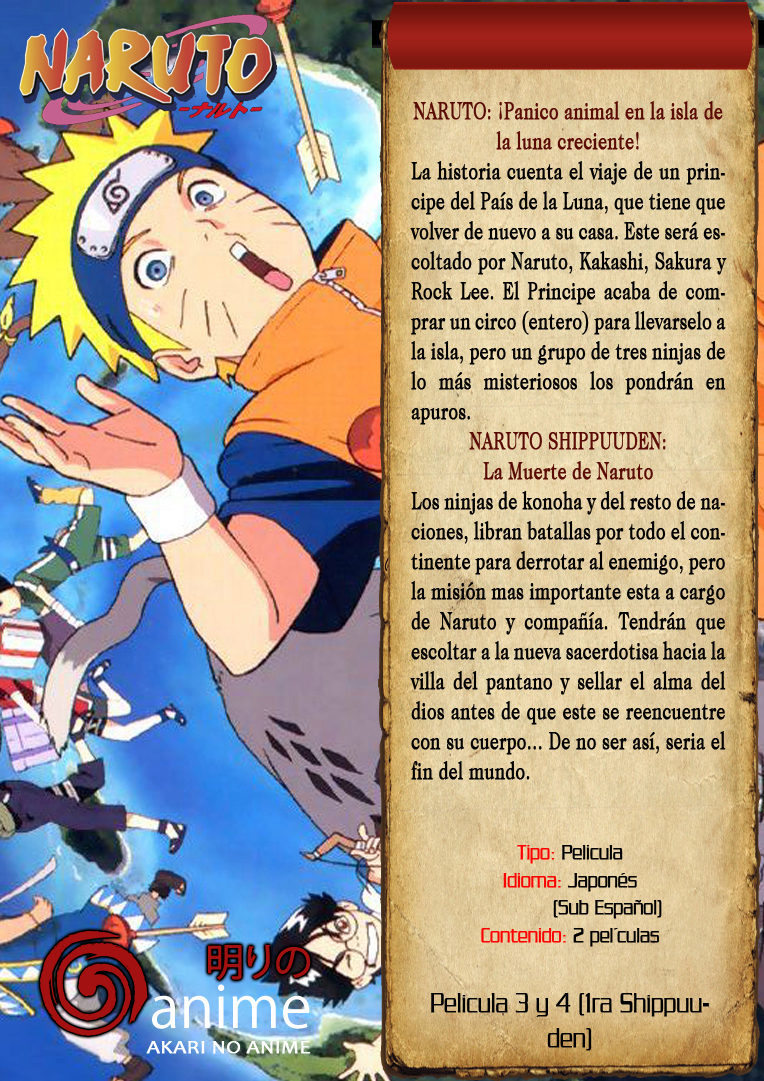 NARUTO
-ナルト-
NARUTO: ¡Panico animal en la isla de
la luna creciente!
La historia cuenta el viaje de un prin-
cipe del País de la Luna, que tiene que
volver de nuevo a su casa. Este será es-
coltado por Naruto, Kakashi, Sakura y
Rock Lee. El Principe acaba de com-
prar un circo (entero) para llevarselo a
la isla, pero un grupo de tres ninjas de
lo más misteriosos los pondrán en
apuros.
NARUTO SHIPPUUDEN:
La Muerte de Naruto
Los ninjas de konoha y del resto de na-
ciones, libran batallas por todo el con-
tinente para derrotar al enemigo, pero
la misión mas importante esta a cargo
de Naruto y compañía. Tendrán que
escoltar a la nueva sacerdotisa hacia la
villa del pantano y sellar el alma del
dios antes de que este se reencuentre
con su cuerpo... De no ser así, seria el
fin del mundo.
Tipo: Pelicula
Idioma: Japonés
(Sub Español)
Contenido: 2 pel´culas
Pelicula 3 y 4 (1ra Shippuu-
den)
明りの
anime
AKARI NO ANIME